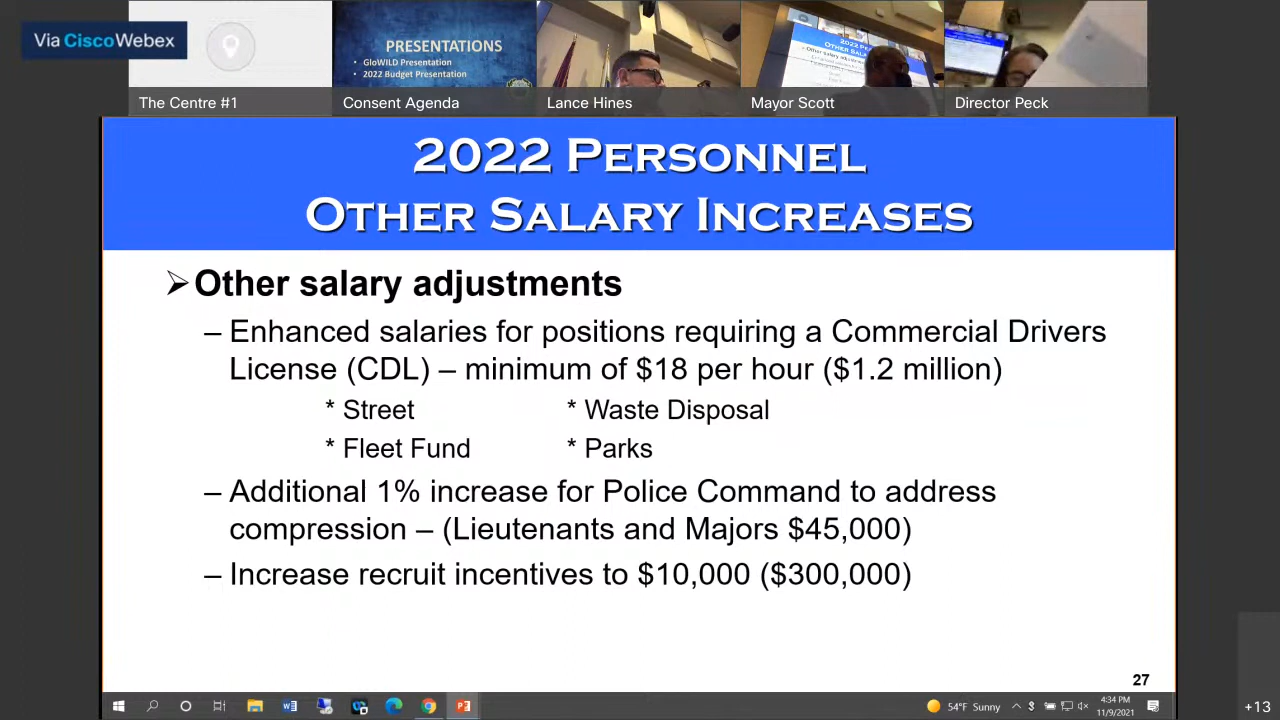 Via CiscoWebex
PRESENTATIONS
• GloWILD Presentation
• 2022 Budget Presentation
2022 PE
OTHER SAL
The Centre #1
Consent Agenda
Lance Hines
Mayor Scott
Director Peck
2022 PERSONNEL
OTHER SALARY INCREASES
➢ Other salary adjustments
– Enhanced salaries for positions requiring a Commercial Drivers
License (CDL) – minimum of $18 per hour ($1.2 million)
* Street * Waste Disposal
* Fleet Fund * Parks
– Additional 1% increase for Police Command to address
compression – (Lieutenants and Majors $45,000)
– Increase recruit incentives to $10,000 ($300,000)
27
54°F Sunny
4:34 PM
11/9/2021
+13